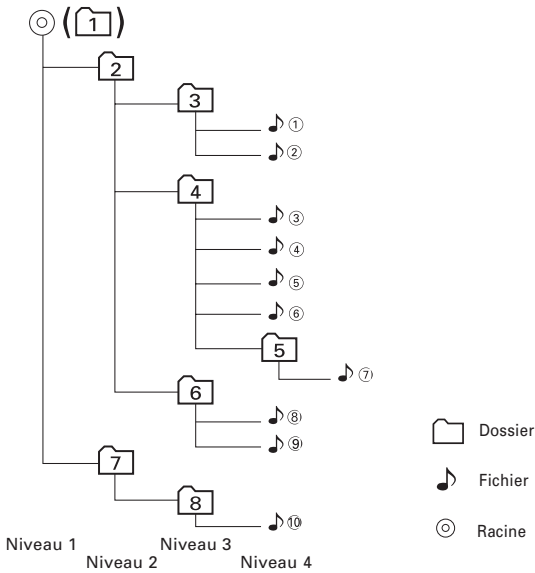 (1)
2
3
①
②
4
③
④
⑤
⑥
5
⑦
6
⑧
⑨
7
8
⑩
Dossier
Fichier
Racine
Niveau 1
Niveau 2
Niveau 3
Niveau 4